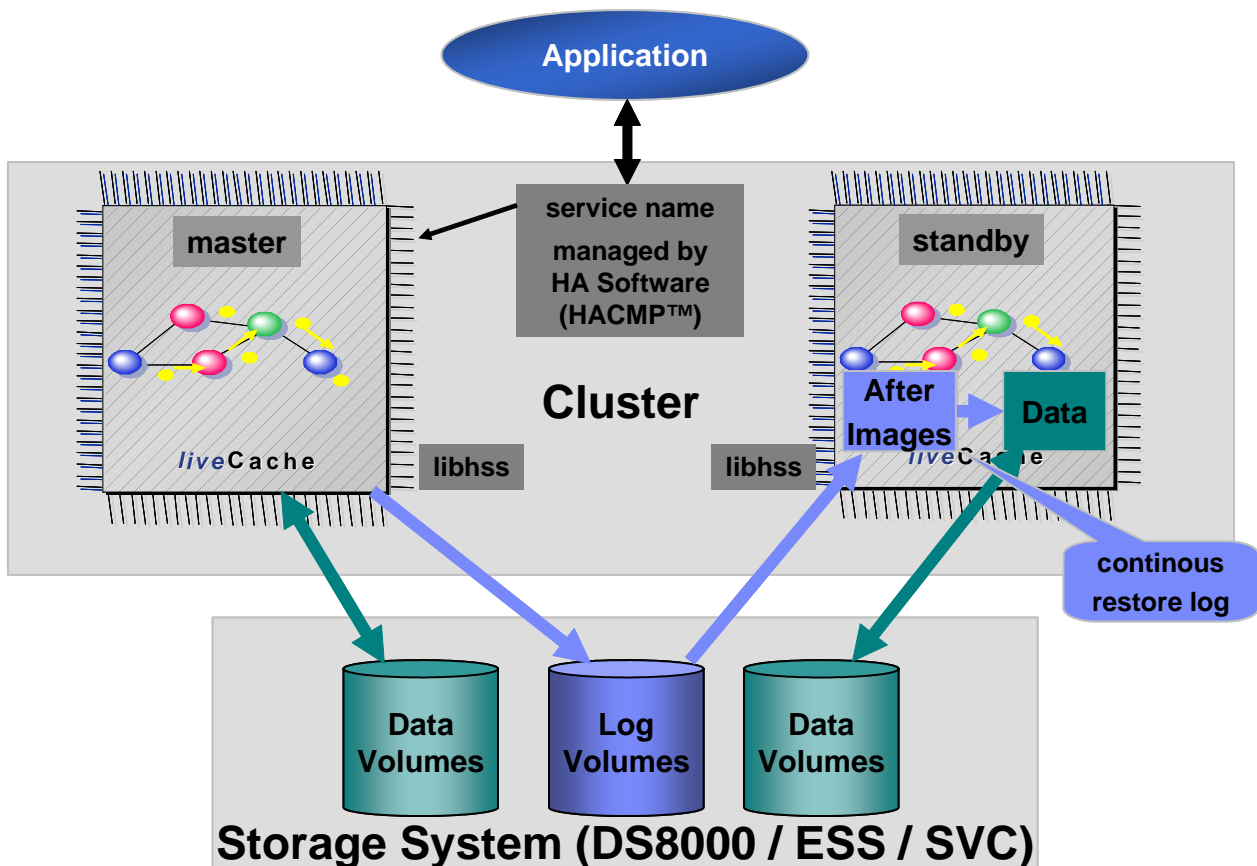 Application
service name
managed by
HA Software
(HACMP™)
master
standby
Cluster
After
Images
Data
liveCache
liveCache
libhss
libhss
continous
restore log
Data
Volumes
Log
Volumes
Data
Volumes
Storage System (DS8000 / ESS / SVC)